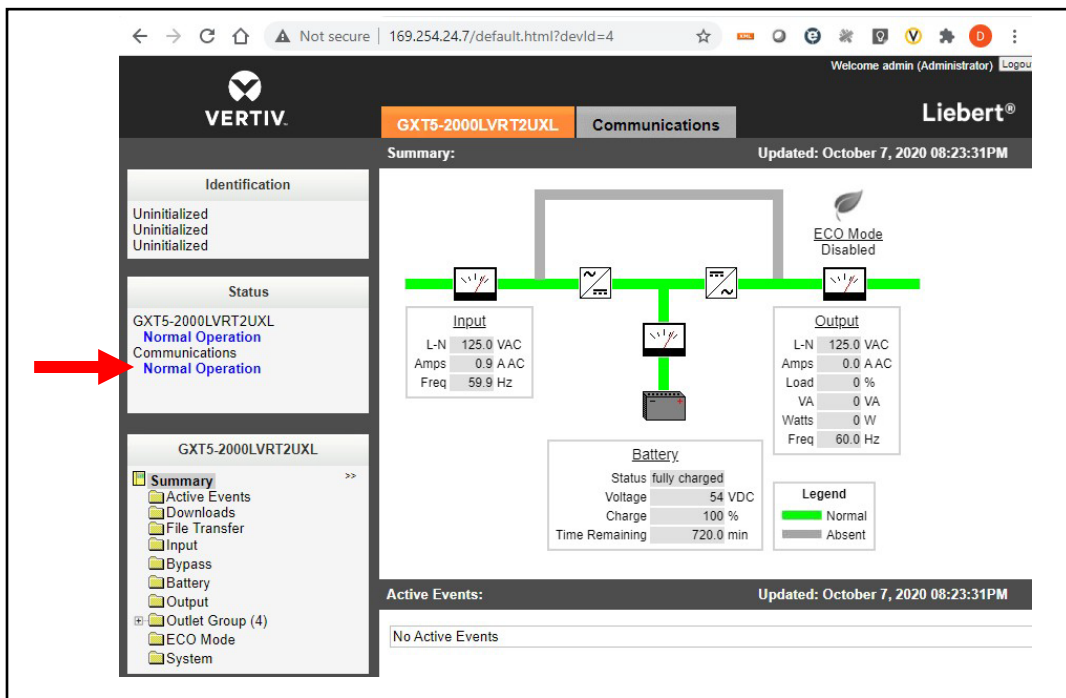 Not secure 169.254.24.7/default.html?devId=4
Welcome admin (Administrator) Logou
VERTIV.
GXT5-2000LVRT2UXL Communications
Liebert®
Summary: Updated: October 7, 2020 08:23:31PM
Identification
Uninitialized
Uninitialized
Uninitialized
Status
GXT5-2000LVRT2UXL
Normal Operation
Communications
Normal Operation
GXT5-2000LVRT2UXL
Summary >>
Active Events
Downloads
File Transfer
Input
Bypass
Battery
Output
Outlet Group (4)
ECO Mode
System
ECO Mode
Disabled
Input
L-N 125.0 VAC
Amps 0.9 A AC
Freq 59.9 Hz
Output
L-N 125.0 VAC
Amps 0.0 A AC
Load 0 %
VA 0 VA
Watts 0 W
Freq 60.0 Hz
Battery
Status fully charged
Voltage 54 VDC
Charge 100 %
Time Remaining 720.0 min
Legend
Normal
Absent
Active Events: Updated: October 7, 2020 08:23:31PM
No Active Events